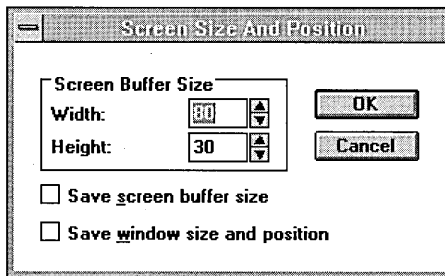 Screen Size And Position
Screen Buffer Size
Width: 80
Height: 30
OK
Cancel
Save screen buffer size
Save window size and position